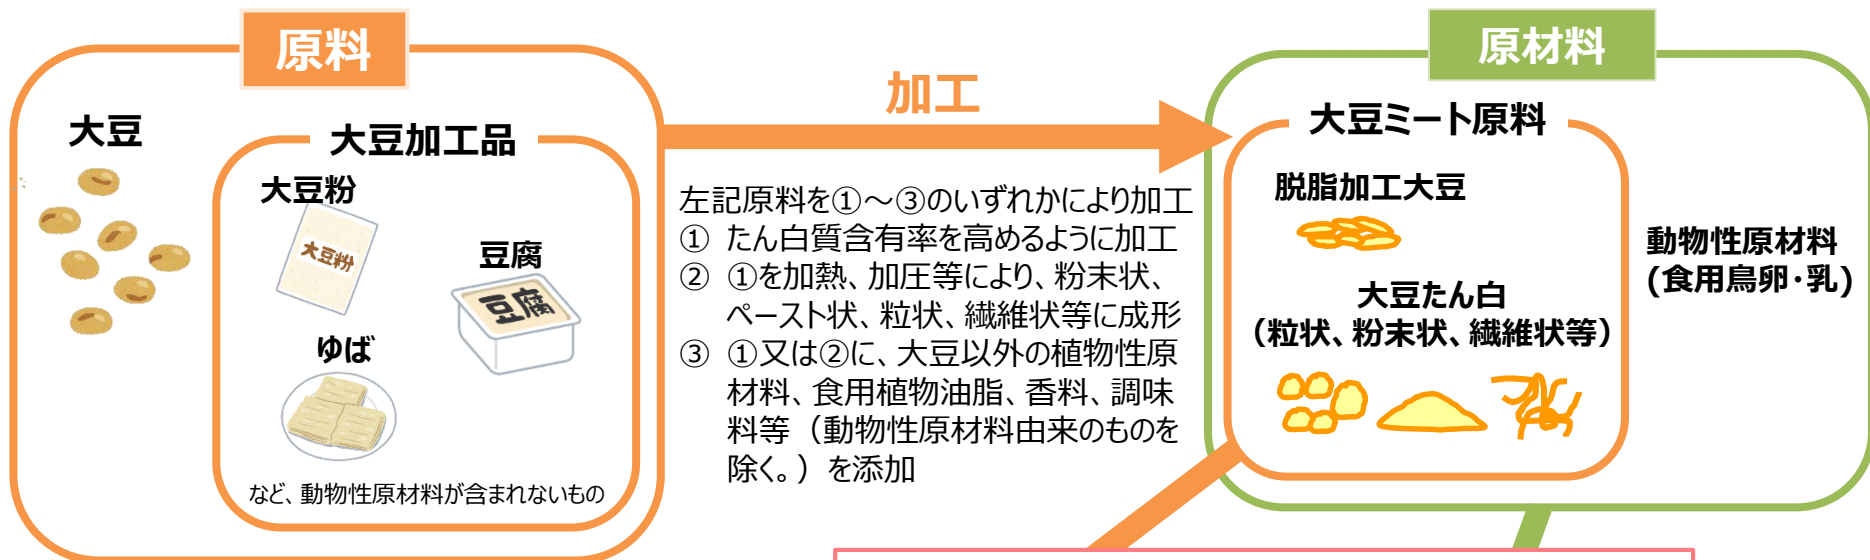 原料
大豆
大豆加工品
大豆粉
大豆粉
豆腐
豆腐
ゆば
など、動物性原材料が含まれないもの
加工
左記原料を①～③のいずれかにより加工
① たん白質含有率を高めるように加工
② ①を加熱、加圧等により、粉末状、
ペースト状、粒状、繊維状等に成形
③ ①又は②に、大豆以外の植物性原
材料、食用植物油脂、香料、調味
料等（動物性原材料由来のものを
除く。）を添加
原材料
大豆ミート原料
脱脂加工大豆
大豆たん白
（粒状、粉末状、繊維状等）
動物性原材料
(食用鳥卵･乳)